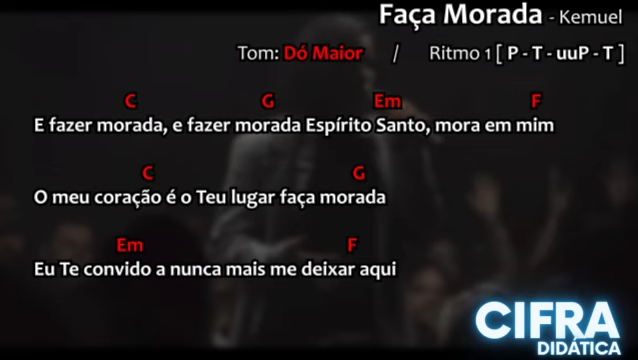 Faça Morada - Kemuel
Tom: Dó Maior / Ritmo 1 [ P - T - uuP - T ]
C G Em F
E fazer morada, e fazer morada Espírito Santo, mora em mim
C G
O meu coração é o Teu lugar faça morada
Em F
Eu Te convido a nunca mais me deixar aqui
CIFRA
DIDÁTICA